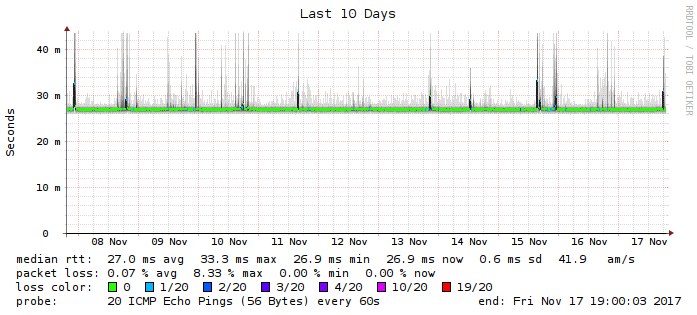 Last 10 Days
RRDTOOL / TOBI OETIKER
Seconds
40 m
30 m
20 m
10 m
0
08 Nov 09 Nov 10 Nov 11 Nov 12 Nov 13 Nov 14 Nov 15 Nov 16 Nov 17 Nov
median rtt: 27.0 ms avg 33.3 ms max 26.9 ms min 26.9 ms now 0.6 ms sd 41.9 am/s
packet loss: 0.07 % avg 8.33 % max 0.00 % min 0.00 % now
loss color: 0 1/20 2/20 3/20 4/20 10/20 19/20
probe: 20 ICMP Echo Pings (56 Bytes) every 60s end: Fri Nov 17 19:00:03 2017